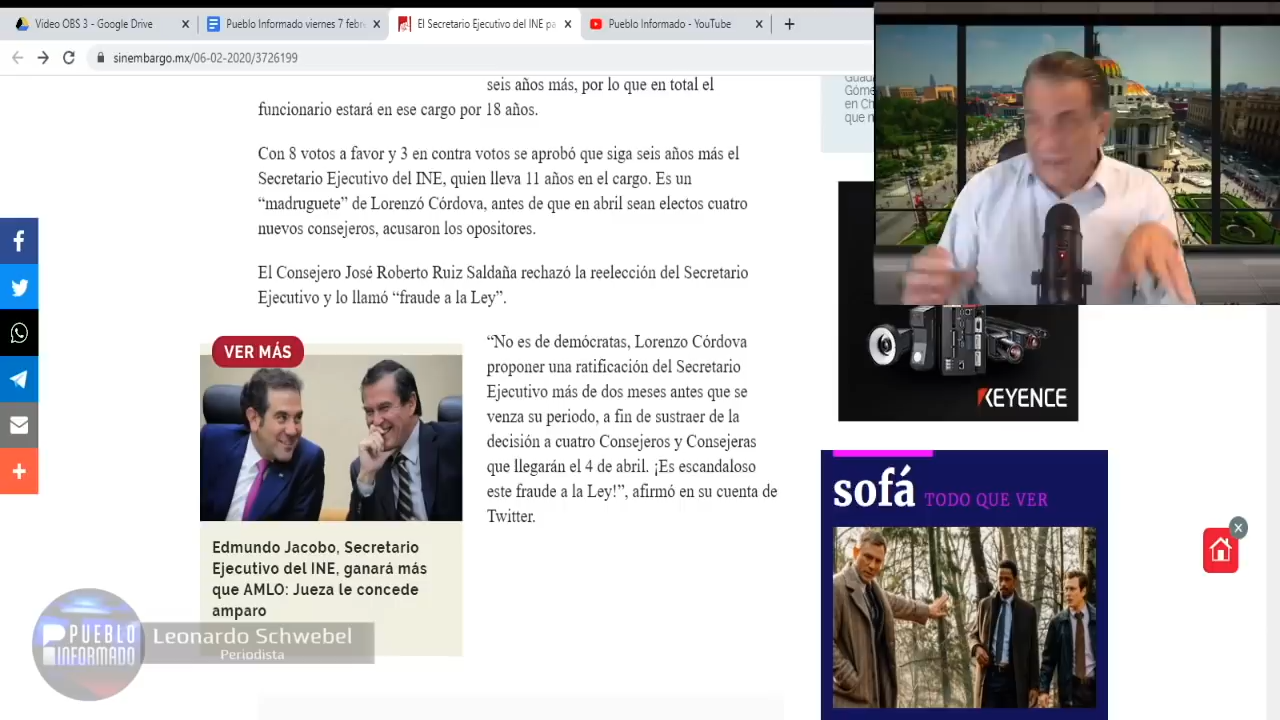 Video OBS 3 - Google Drive
Pueblo Informado viernes 7 febr
El Secretario Ejecutivo del INE pa
Pueblo Informado - YouTube
sinembargo.mx/06-02-2020/3726199
seis años más, por lo que en total el
funcionario estará en ese cargo por 18 años.
Con 8 votos a favor y 3 en contra votos se aprobó que siga seis años más el
Secretario Ejecutivo del INE, quien lleva 11 años en el cargo. Es un
“madruguete” de Lorenzó Córdova, antes de que en abril sean electos cuatro
nuevos consejeros, acusaron los opositores.
El Consejero José Roberto Ruiz Saldaña rechazó la reelección del Secretario
Ejecutivo y lo llamó “fraude a la Ley”.
VER MÁS
Edmundo Jacobo, Secretario
Ejecutivo del INE, ganará más
que AMLO: Jueza le concede
amparo
“No es de demócratas, Lorenzo Córdova
proponer una ratificación del Secretario
Ejecutivo más de dos meses antes que se
venza su periodo, a fin de sustraer de la
decisión a cuatro Consejeros y Consejeras
que llegarán el 4 de abril. ¡Es escandaloso
este fraude a la Ley!”, afirmó en su cuenta de
Twitter.
Guad
Góme
en Ch
que n
KEYENCE
sofá TODO QUE VER
PUEBLO
INFORMADO
Leonardo Schwebel
Periodista